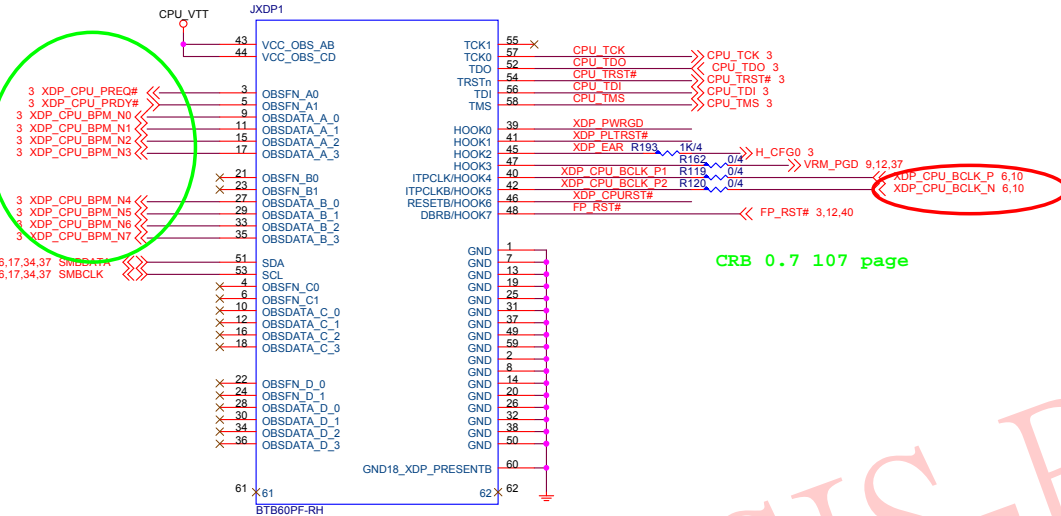 CPU_VTT
JXDP1
43 VCC_OBS_AB
44 VCC_OBS_CD
3 XDP_CPU_PREQ# 3 OBSFN_A0
3 XDP_CPU_PRDY# 5 OBSFN_A1
3 XDP_CPU_BPM_N0 9 OBSDATA_A_0
3 XDP_CPU_BPM_N1 11 OBSDATA_A_1
3 XDP_CPU_BPM_N2 15 OBSDATA_A_2
3 XDP_CPU_BPM_N3 17 OBSDATA_A_3
21 OBSFN_B0
23 OBSFN_B1
3 XDP_CPU_BPM_N4 27 OBSDATA_B_0
3 XDP_CPU_BPM_N5 29 OBSDATA_B_1
3 XDP_CPU_BPM_N6 33 OBSDATA_B_2
3 XDP_CPU_BPM_N7 35 OBSDATA_B_3
6,17,34,37 SMBDATA 51 SDA
6,17,34,37 SMBCLK 53 SCL
4 OBSFN_C0
6 OBSFN_C1
10 OBSDATA_C_0
12 OBSDATA_C_1
16 OBSDATA_C_2
18 OBSDATA_C_3
22 OBSFN_D_0
24 OBSFN_D_1
28 OBSDATA_D_0
30 OBSDATA_D_1
34 OBSDATA_D_2
36 OBSDATA_D_3
61 61
BTB60PF-RH
TCK1 55
TCK0 57 CPU_TCK CPU_TCK 3
TDO 52 CPU_TDO CPU_TDO 3
TRSTn 54 CPU_TRST# CPU_TRST# 3
TDI 56 CPU_TDI CPU_TDI 3
TMS 58 CPU_TMS CPU_TMS 3
HOOK0 39 XDP_PWRGD
HOOK1 41 XDP_PLTRST#
HOOK2 45 XDP_EAR R193 1K/4 H_CFG0 3
HOOK3 47 R162 0/4 VRM_PGD 9,12,37
ITPCLK/HOOK4 40 XDP_CPU_BCLK_P1 R119 0/4 XDP_CPU_BCLK_P 6,10
ITPCLKB/HOOK5 42 XDP_CPU_BCLK_P2 R120 0/4 XDP_CPU_BCLK_N 6,10
RESETB/HOOK6 46 XDP_CPURST#
DBRB/HOOK7 48 FP_RST# FP_RST# 3,12,40
GND 1
GND 7
GND 13
GND 19
GND 25
GND 31
GND 37
GND 49
GND 59
GND 2
GND 8
GND 14
GND 20
GND 26
GND 32
GND 38
GND 50
GND18_XDP_PRESENTB 60
62 62
CRB 0.7 107 page